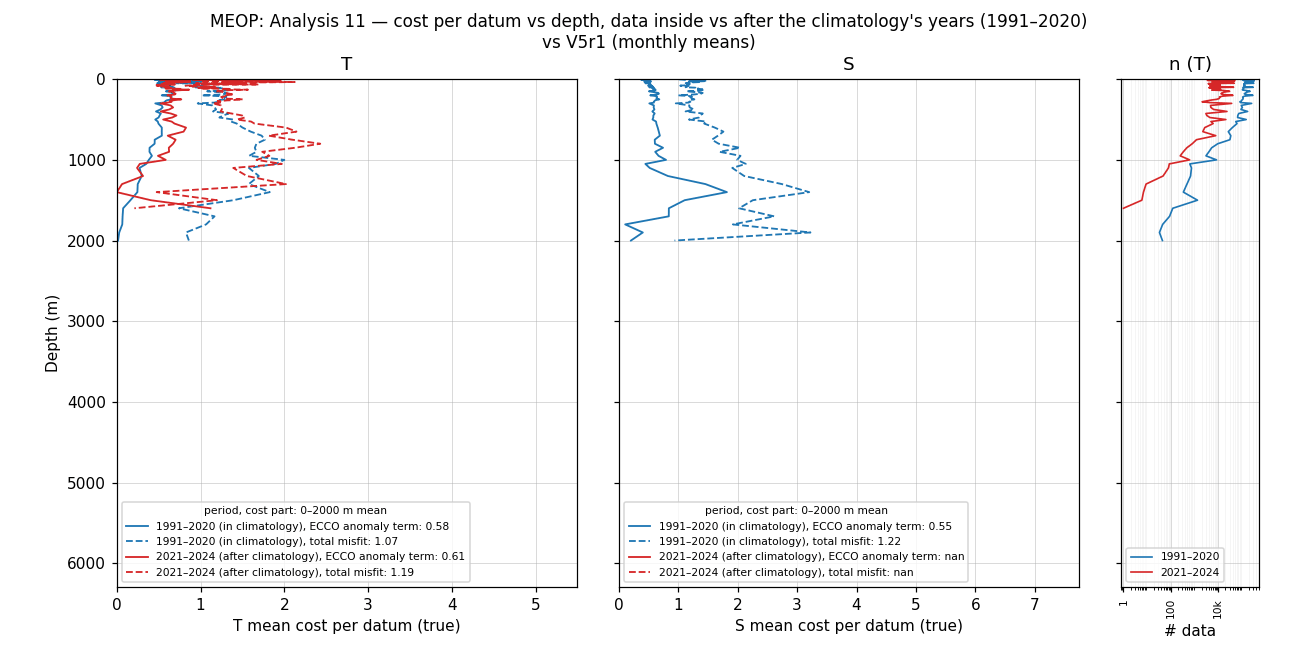 MEOP: Analysis 11 — cost per datum vs depth, data inside vs after the climatology's years (1991–2020)
vs V5r1 (monthly means)
T
S
n (T)
0
1000
2000
3000
4000
5000
6000
Depth (m)
period, cost part: 0–2000 m mean
1991–2020 (in climatology), ECCO anomaly term: 0.58
1991–2020 (in climatology), total misfit: 1.07
2021–2024 (after climatology), ECCO anomaly term: 0.61
2021–2024 (after climatology), total misfit: 1.19
period, cost part: 0–2000 m mean
1991–2020 (in climatology), ECCO anomaly term: 0.55
1991–2020 (in climatology), total misfit: 1.22
2021–2024 (after climatology), ECCO anomaly term: nan
2021–2024 (after climatology), total misfit: nan
1991–2020
2021–2024
0 1 2 3 4 5
0 1 2 3 4 5 6 7
1 100 10k
T mean cost per datum (true)
S mean cost per datum (true)
# data